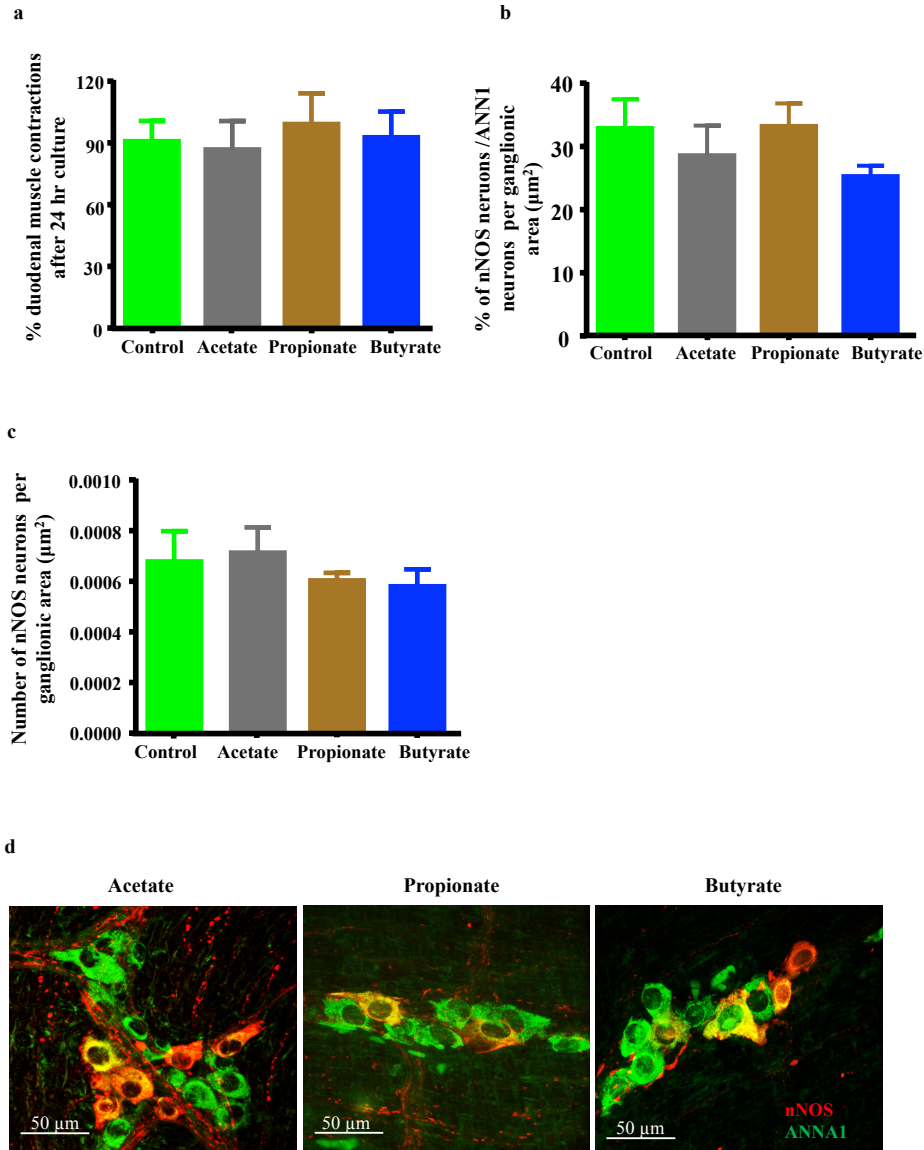 a
% duodenal muscle contractions
after 24 hr culture
120
90
60
30
0
Control Acetate Propionate Butyrate
b
% of nNOS neruons /ANN1
neurons per ganglionic
area (µm²)
40
30
20
10
0
Control Acetate Propionate Butyrate
c
Number of nNOS neurons per
ganglionic area (µm²)
0.0010
0.0008
0.0006
0.0004
0.0002
0.0000
Control Acetate Propionate Butyrate
d
Acetate
Propionate
Butyrate
50 µm
50 µm
50 µm
nNOS
ANNA1